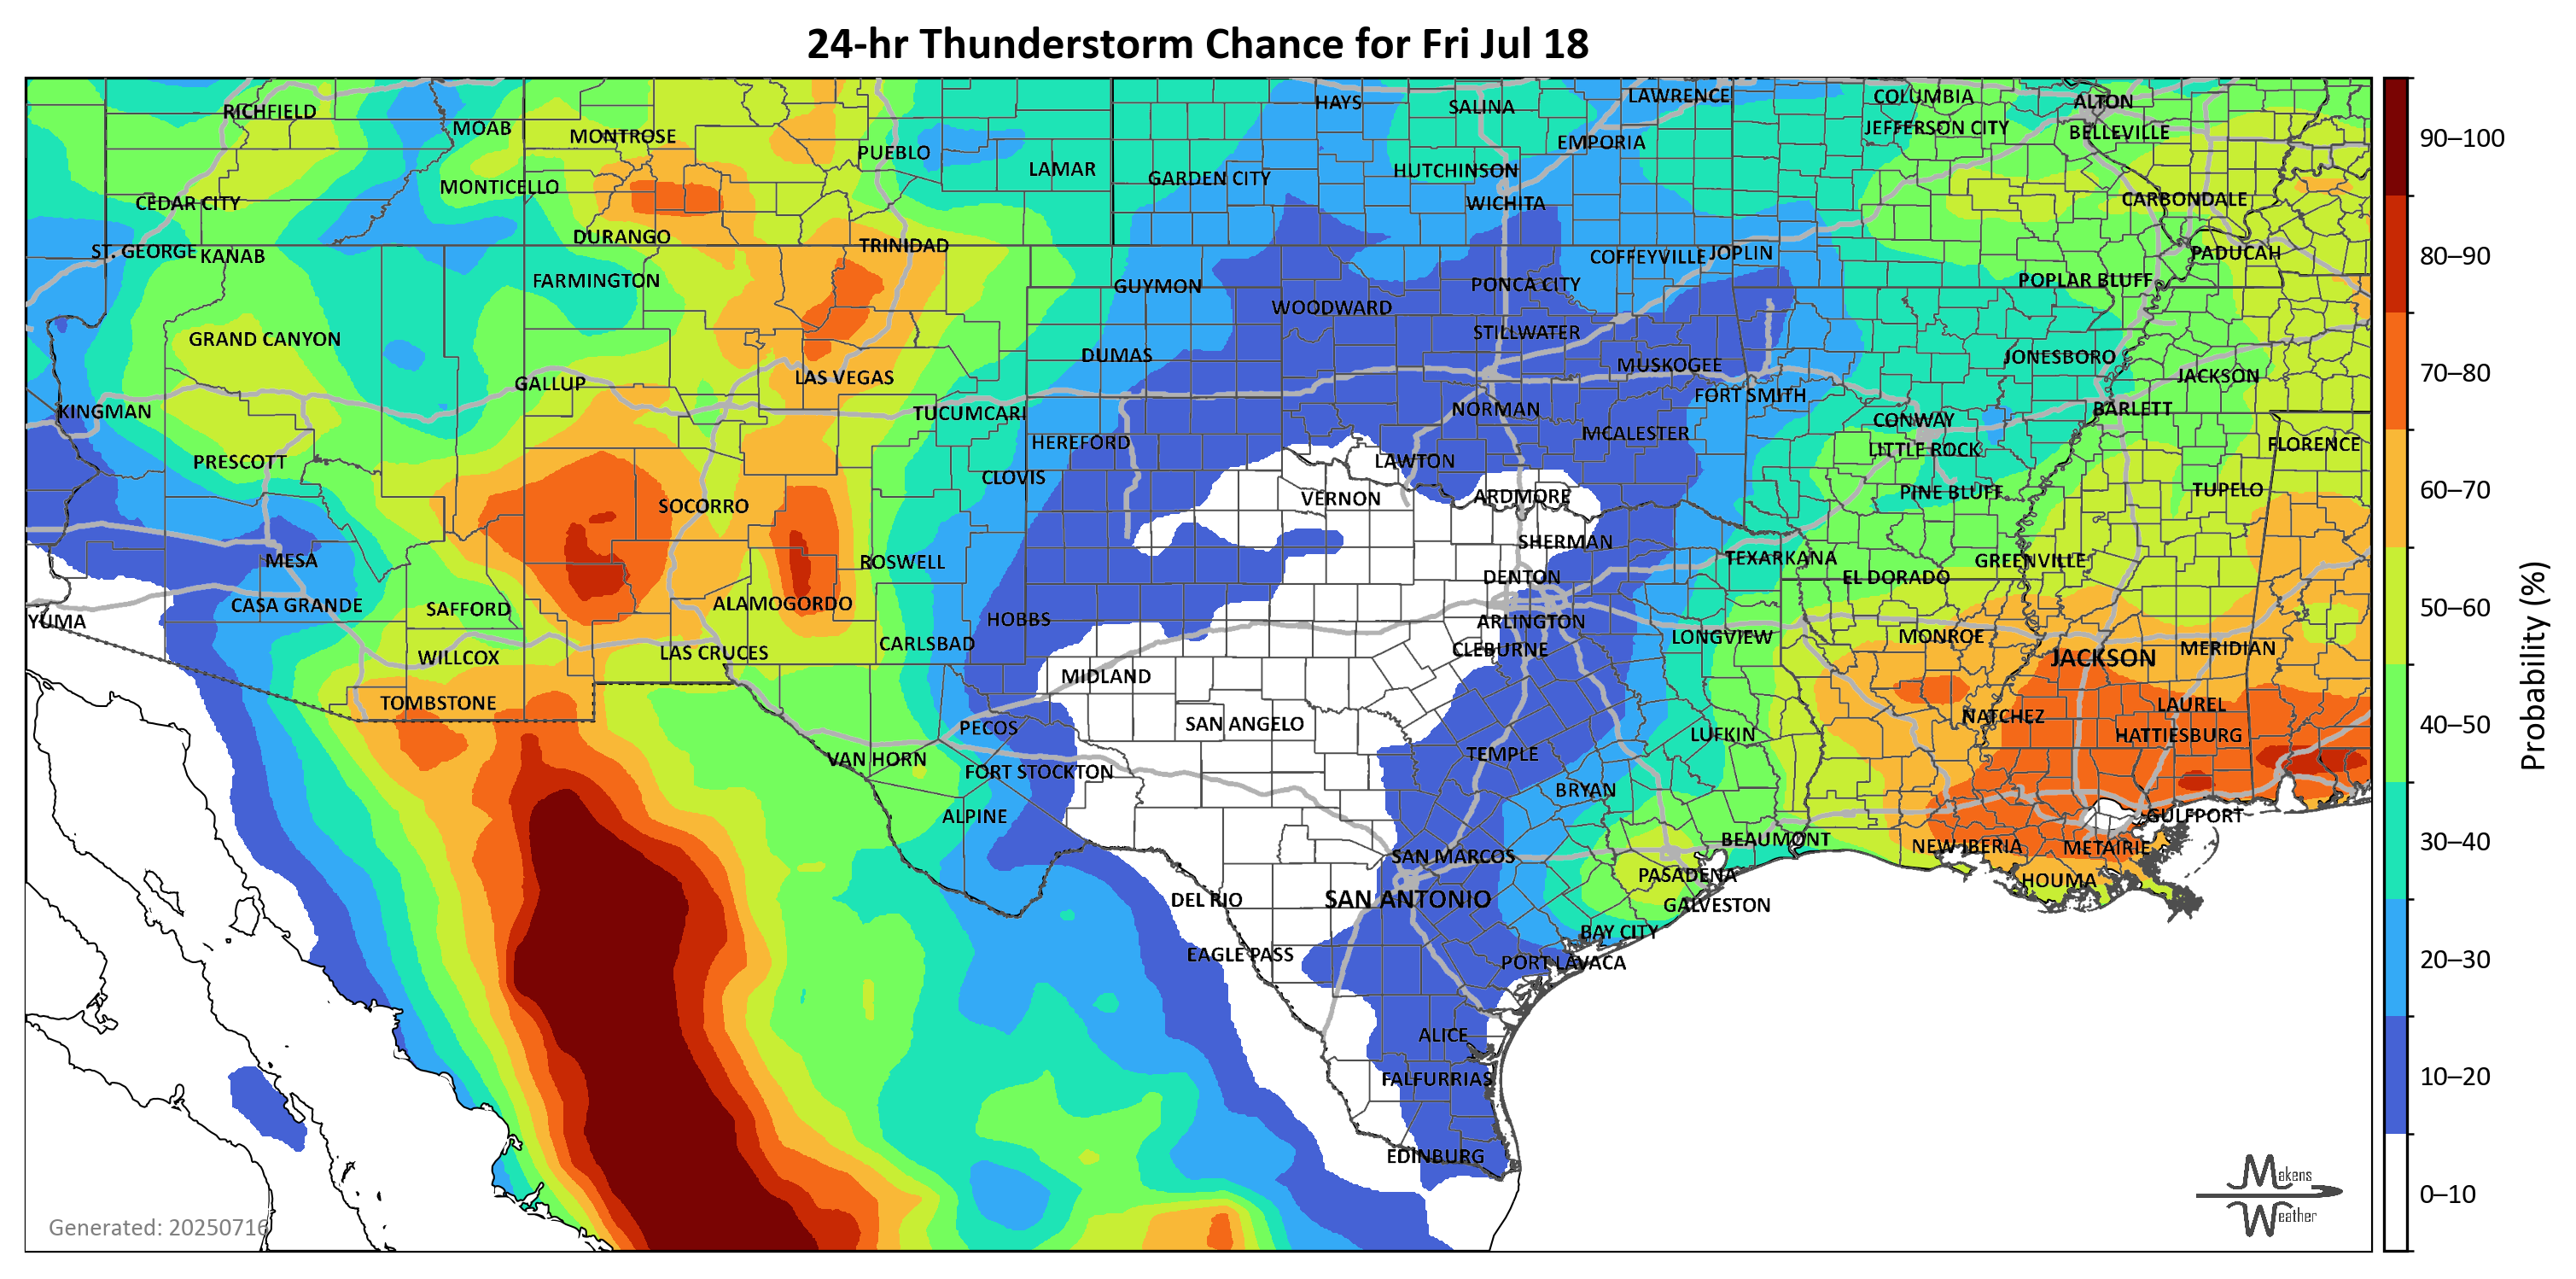 24-hr Thunderstorm Chance for Fri Jul 18
RICHFIELD
MOAB
MONTROSE
PUEBLO
LAMAR
GARDEN CITY
HAYS
SALINA
HUTCHINSON
WICHITA
EMPORIA
LAWRENCE
COLUMBIA
JEFFERSON CITY
ALTON
BELLEVILLE
CEDAR CITY
MONTICELLO
DURANGO
TRINIDAD
CARBONDALE
ST. GEORGE
KANAB
FARMINGTON
GUYMON
WOODWARD
PONCA CITY
COFFEYVILLE
JOPLIN
POPLAR BLUFF
PADUCAH
GRAND CANYON
GALLUP
LAS VEGAS
DUMAS
STILLWATER
MUSKOGEE
FORT SMITH
JONESBORO
JACKSON
KINGMAN
TUCUMCARI
HEREFORD
NORMAN
MCALESTER
CONWAY
LITTLE ROCK
BARLETT
FLORENCE
PRESCOTT
SOCORRO
CLOVIS
VERNON
LAWTON
ARDMORE
PINE BLUFF
TUPELO
MESA
ROSWELL
SHERMAN
DENTON
TEXARKANA
EL DORADO
GREENVILLE
YUMA
CASA GRANDE
SAFFORD
ALAMOGORDO
HOBBS
ARLINGTON
CLEBURNE
LONGVIEW
MONROE
JACKSON
MERIDIAN
WILLCOX
LAS CRUCES
CARLSBAD
MIDLAND
TOMBSTONE
PECOS
SAN ANGELO
TEMPLE
LUFKIN
NATCHEZ
LAUREL
HATTIESBURG
VAN HORN
FORT STOCKTON
BRYAN
ALPINE
SAN MARCOS
BEAUMONT
NEW IBERIA
METAIRIE
GULFPORT
DEL RIO
SAN ANTONIO
PASADENA
GALVESTON
HOUMA
EAGLE PASS
BAY CITY
PORT LAVACA
ALICE
FALFURRIAS
EDINBURG
Generated: 20250716
Makens
Weather
90–100
80–90
70–80
60–70
50–60
40–50
30–40
20–30
10–20
0–10
Probability (%)